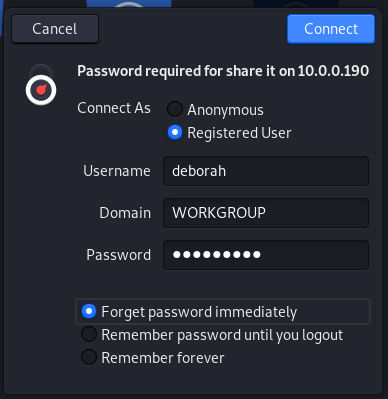 Cancel
Connect
Password required for share it on 10.0.0.190
Connect As
Anonymous
Registered User
Username
deborah
Domain
WORKGROUP
Password
●●●●●●●●●
Forget password immediately
Remember password until you logout
Remember forever